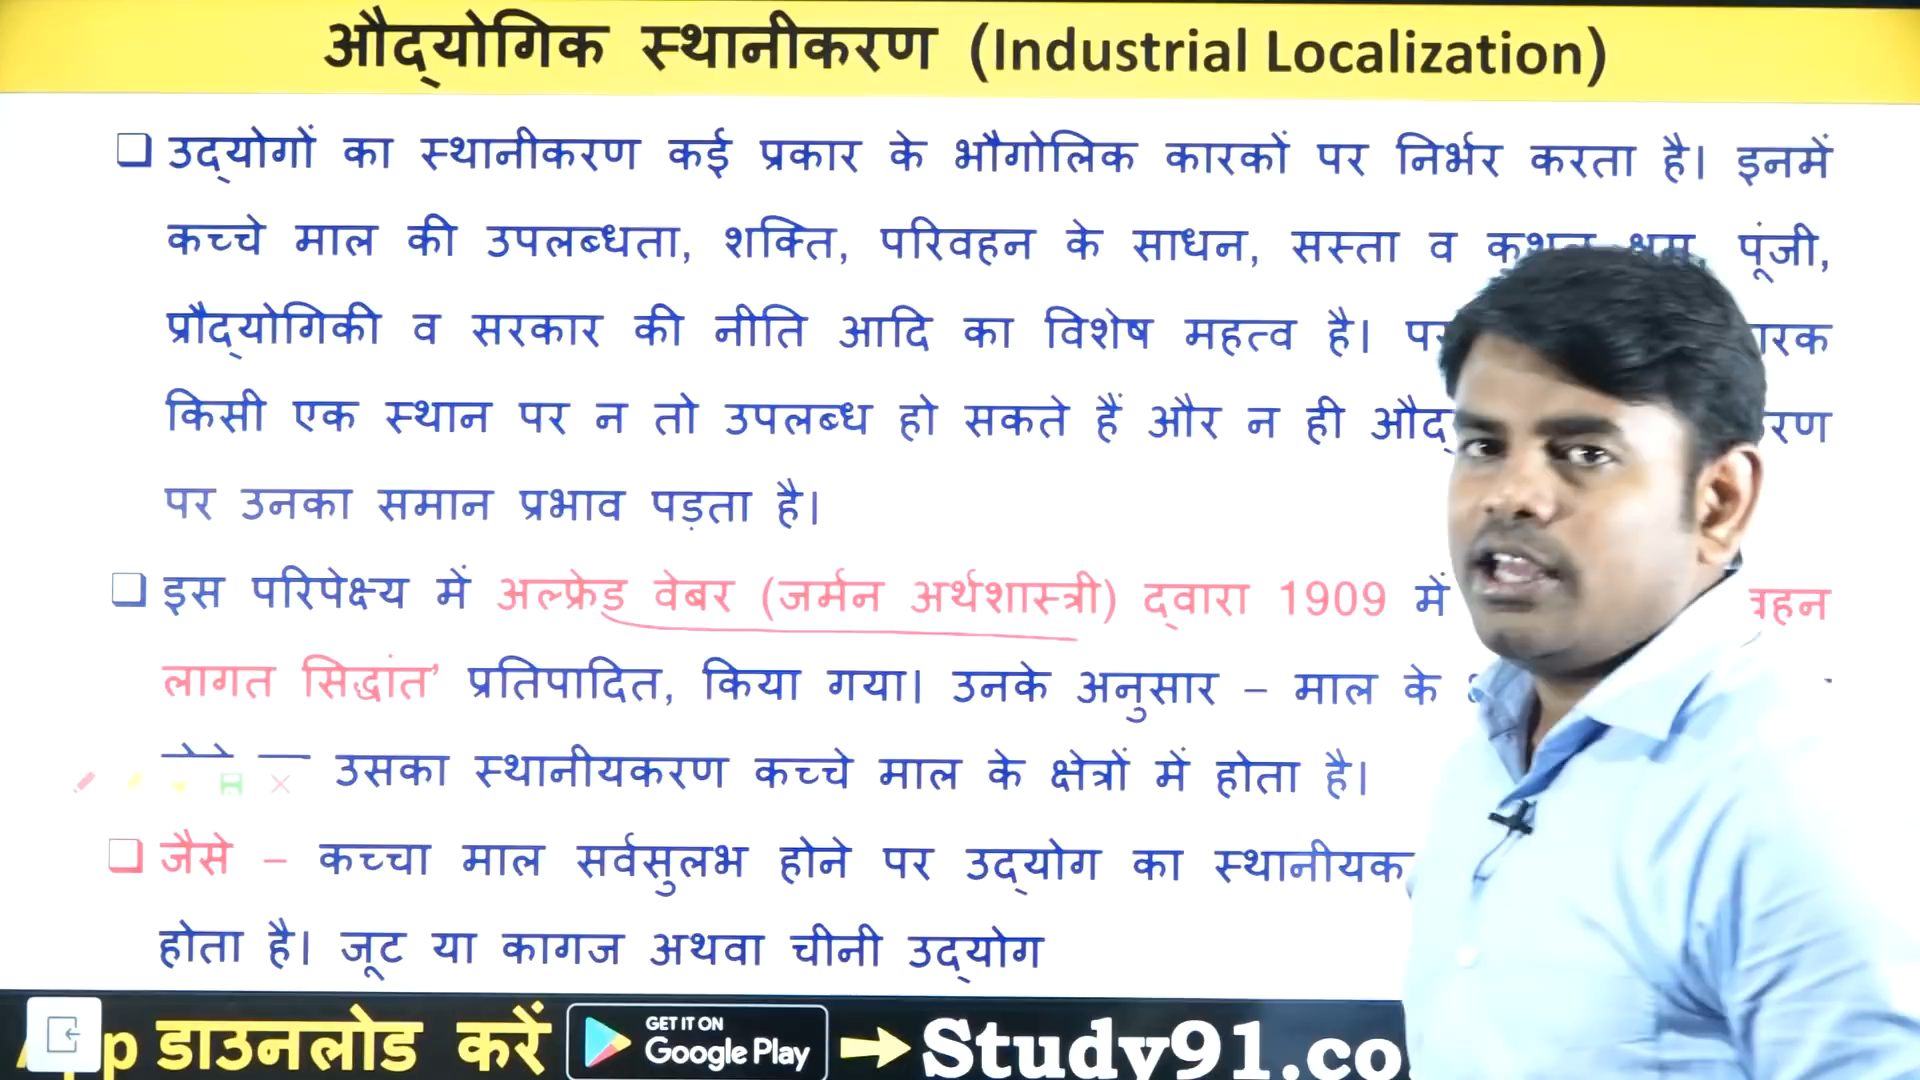 औद्योगिक स्थानीकरण (Industrial Localization)
उद्योगों का स्थानीकरण कई प्रकार के भौगोलिक कारकों पर निर्भर करता है। इनमें
कच्चे माल की उपलब्धता, शक्ति, परिवहन के साधन, सस्ता व पूंजी,
प्रौद्योगिकी व सरकार की नीति आदि का विशेष महत्व है।
किसी एक स्थान पर न तो उपलब्ध हो सकते हैं और न ही
पर उनका समान प्रभाव पड़ता है।
इस परिपेक्ष्य में अल्फ्रेड वेबर (जर्मन अर्थशास्त्री) द्वारा 1909 में
लागत सिद्धांत’ प्रतिपादित, किया गया। उनके अनुसार – माल के
उसका स्थानीयकरण कच्चे माल के क्षेत्रों में होता है।
जैसे – कच्चा माल सर्वसुलभ होने पर उद्योग का
होता है। जूट या कागज अथवा चीनी उद्योग
डाउनलोड करें GET IT ON Google Play Study91.co